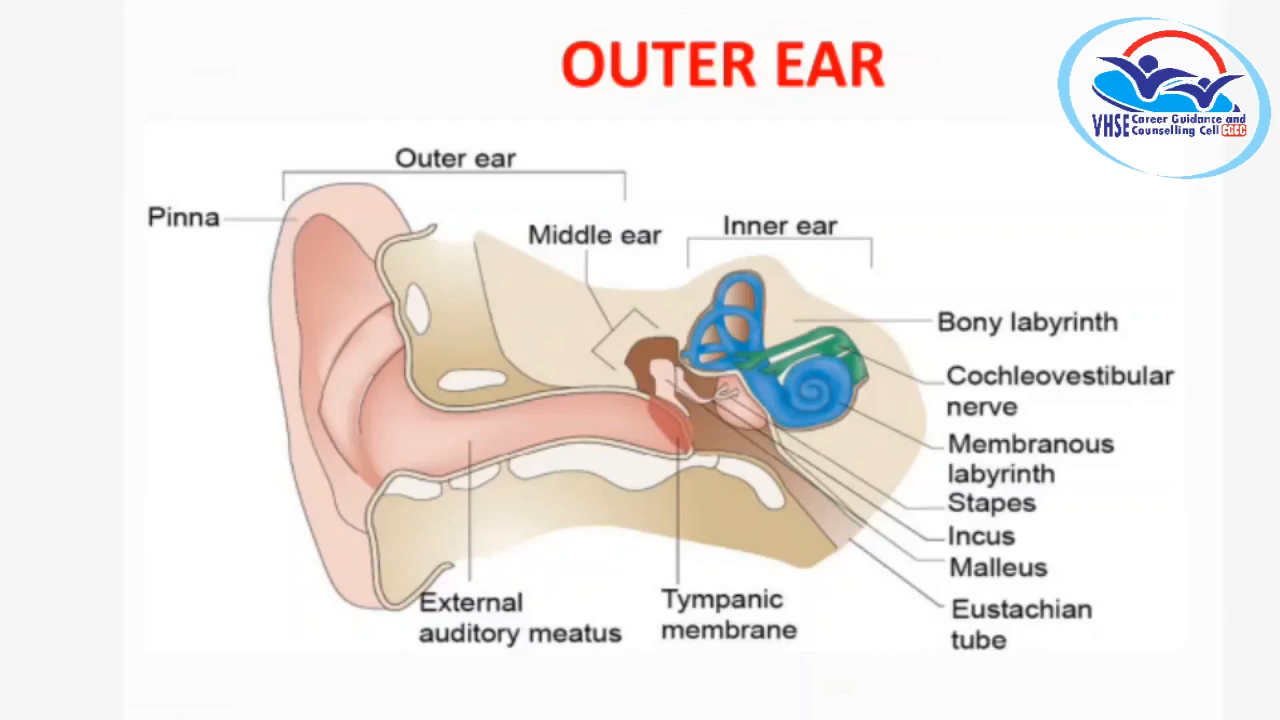 OUTER EAR
VHSE Career Guidance and
Counselling Cell CGCC
Outer ear
Pinna
Middle ear
Inner ear
Bony labyrinth
Cochleovestibular
nerve
Membranous
labyrinth
Stapes
Incus
Malleus
Eustachian
tube
External
auditory meatus
Tympanic
membrane